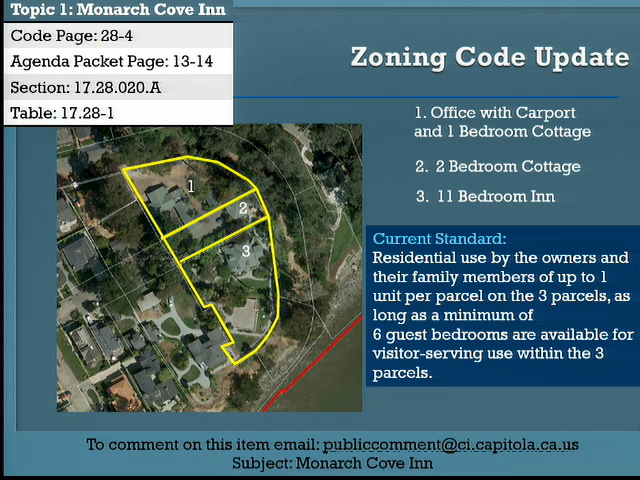 Topic 1: Monarch Cove Inn
Code Page: 28-4
Agenda Packet Page: 13-14
Section: 17.28.020.A
Table: 17.28-1
Zoning Code Update
1. Office with Carport
and 1 Bedroom Cottage
2. 2 Bedroom Cottage
3. 11 Bedroom Inn
1
2
3
Current Standard:
Residential use by the owners and
their family members of up to 1
unit per parcel on the 3 parcels, as
long as a minimum of
6 guest bedrooms are available for
visitor-serving use within the 3
parcels.
To comment on this item email: publiccomment@ci.capitola.ca.us
Subject: Monarch Cove Inn